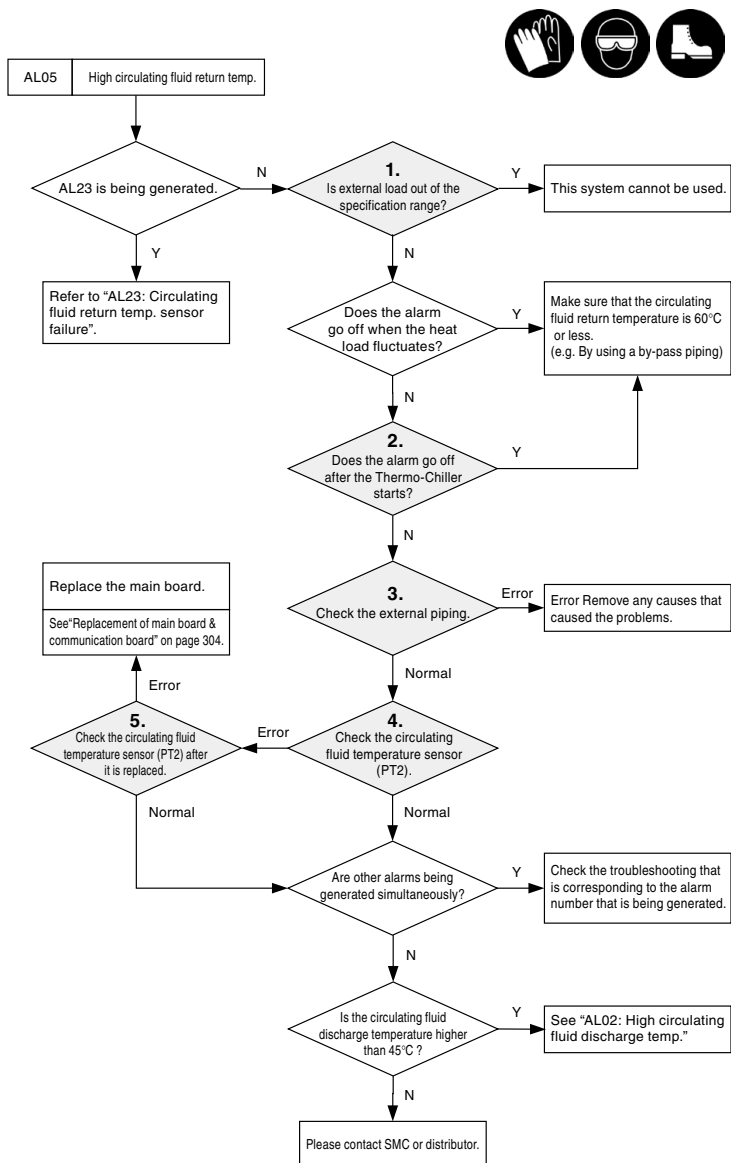 AL05 High circulating fluid return temp.
AL23 is being generated.
N
Y
Refer to “AL23: Circulating
fluid return temp. sensor
failure”.
1.
Is external load out of the
specification range?
Y
This system cannot be used.
N
Does the alarm
go off when the heat
load fluctuates?
Y
Make sure that the circulating
fluid return temperature is 60°C
or less.
(e.g. By using a by-pass piping)
N
2.
Does the alarm go off
after the Thermo-Chiller
starts?
Y
N
3.
Check the external piping.
Error
Error Remove any causes that
caused the problems.
Normal
4.
Check the circulating
fluid temperature sensor
(PT2).
Error
5.
Check the circulating fluid
temperature sensor (PT2) after
it is replaced.
Error
Replace the main board.
See“Replacement of main board &
communication board” on page 304.
Normal
Normal
Are other alarms being
generated simultaneously?
Y
Check the troubleshooting that
is corresponding to the alarm
number that is being generated.
N
Is the circulating fluid
discharge temperature higher
than 45°C ?
Y
See “AL02: High circulating
fluid discharge temp.”
N
Please contact SMC or distributor.